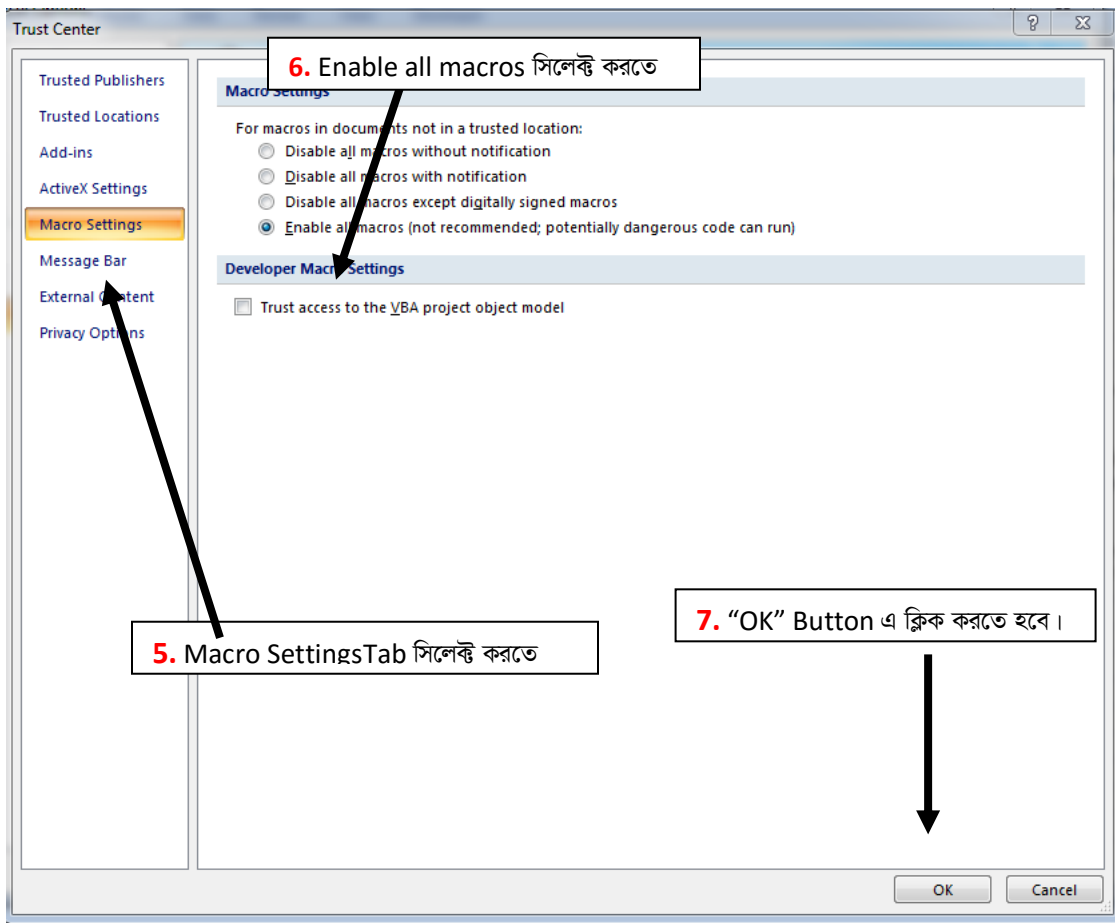 Trust Center
6. Enable all macros সিলেক্ট করতে
Trusted Publishers
Trusted Locations
Add-ins
ActiveX Settings
Macro Settings
Message Bar
External Content
Privacy Options
Macro Settings
For macros in documents not in a trusted location:
Disable all macros without notification
Disable all macros with notification
Disable all macros except digitally signed macros
Enable all macros (not recommended; potentially dangerous code can run)
Developer Macro Settings
Trust access to the VBA project object model
7. “OK” Button এ ক্লিক করতে হবে।
5. Macro SettingsTab সিলেক্ট করতে
OK
Cancel